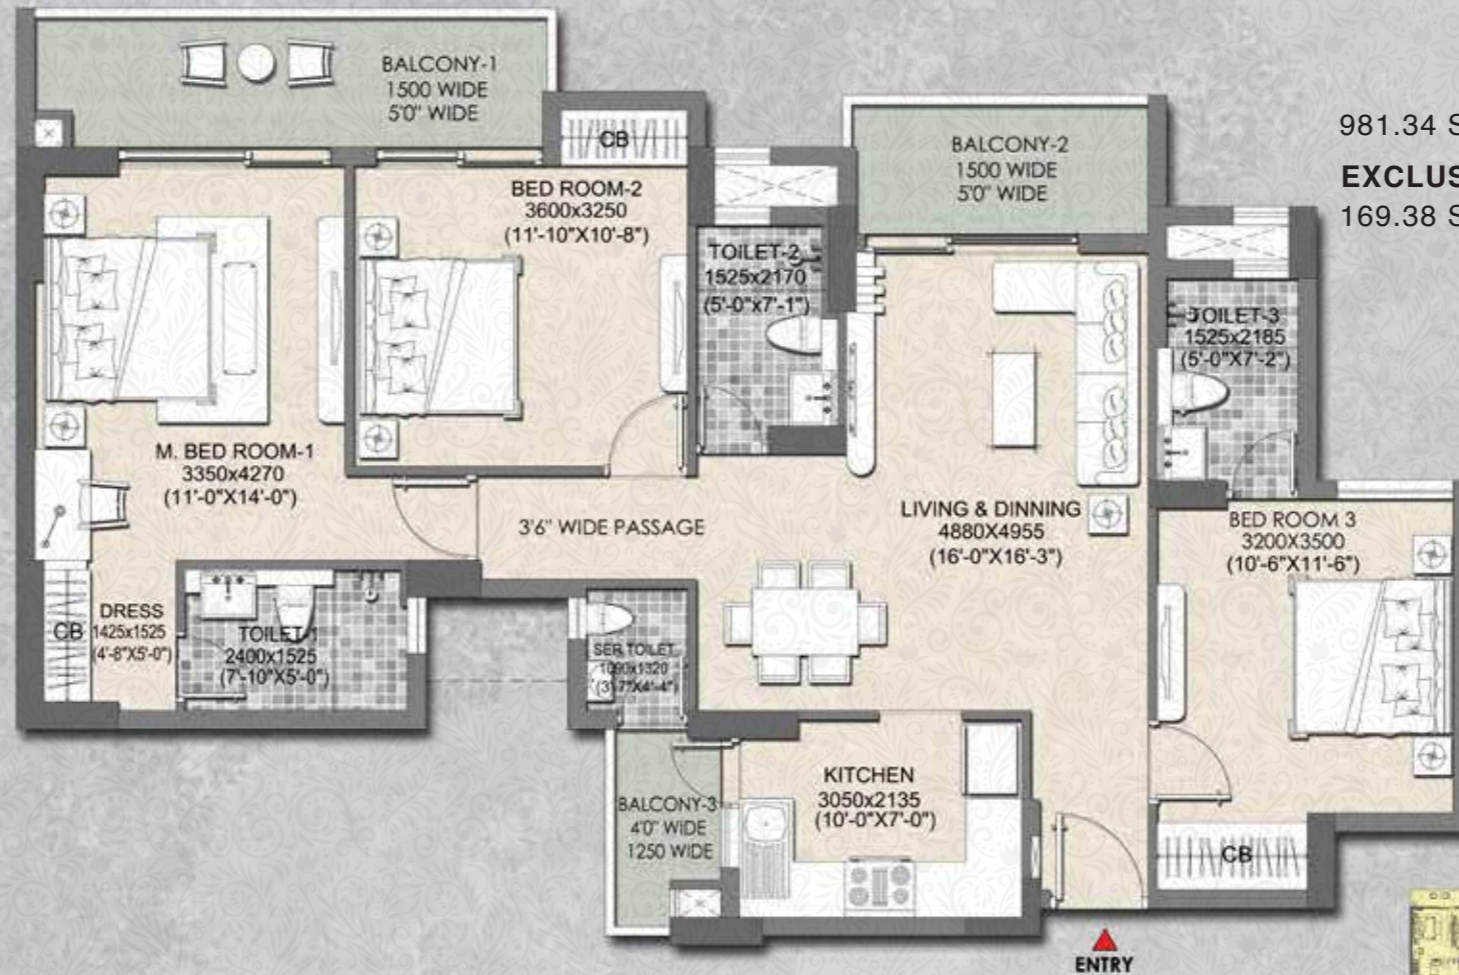 BALCONY-1
1500 WIDE
5'0" WIDE
CB
BALCONY-2
1500 WIDE
5'0" WIDE
981.34 S
EXCLUS
169.38 S
BED ROOM-2
3600x3250
(11'-10"X10'-8")
TOILET-2
1525x2170
(5'-0"x7'-1")
TOILET-3
1525x2185
(5'-0"X7'-2")
M. BED ROOM-1
3350x4270
(11'-0"X14'-0")
3'6" WIDE PASSAGE
LIVING & DINNING
4880X4955
(16'-0"X16'-3")
BED ROOM 3
3200X3500
(10'-6"X11'-6")
DRESS
1425x1525
(4'-8"X5'-0")
CB
TOILET-1
2400x1525
(7'-10"X5'-0")
SER.TOILET
1090x1320
(3'-7"X4'-4")
KITCHEN
3050x2135
(10'-0"X7'-0")
BALCONY-3
4'0" WIDE
1250 WIDE
CB
ENTRY